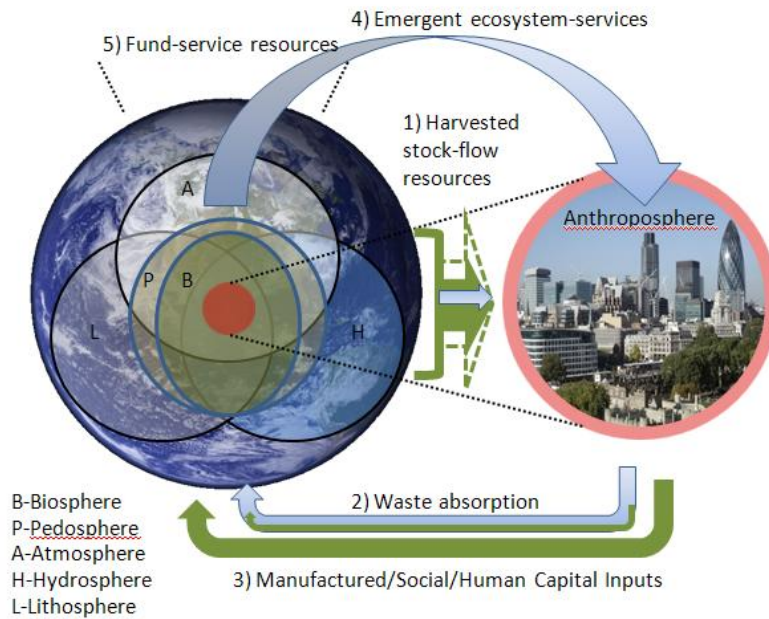 4) Emergent ecosystem-services
5) Fund-service resources
1) Harvested
stock-flow
resources
A
Anthroposphere
P
B
L
H
2) Waste absorption
B-Biosphere
P-Pedosphere
A-Atmosphere
H-Hydrosphere
L-Lithosphere
3) Manufactured/Social/Human Capital Inputs